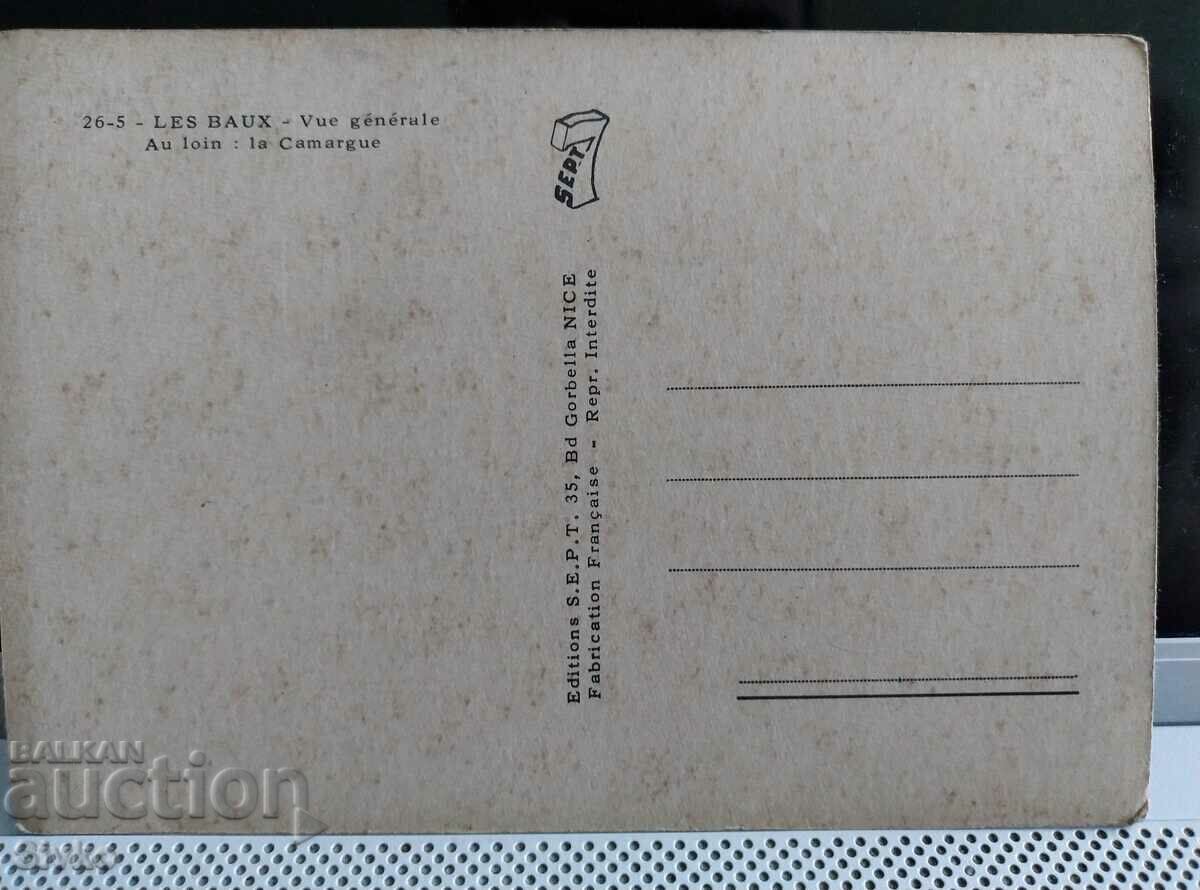 26-5 - LES BAUX - Vue générale
Au loin : la Camargue
SEPT
Editions S.E.P.T. 35, Bd Gorbella NICE
Fabrication Française - Repr. Interdite
BALKAN
auction